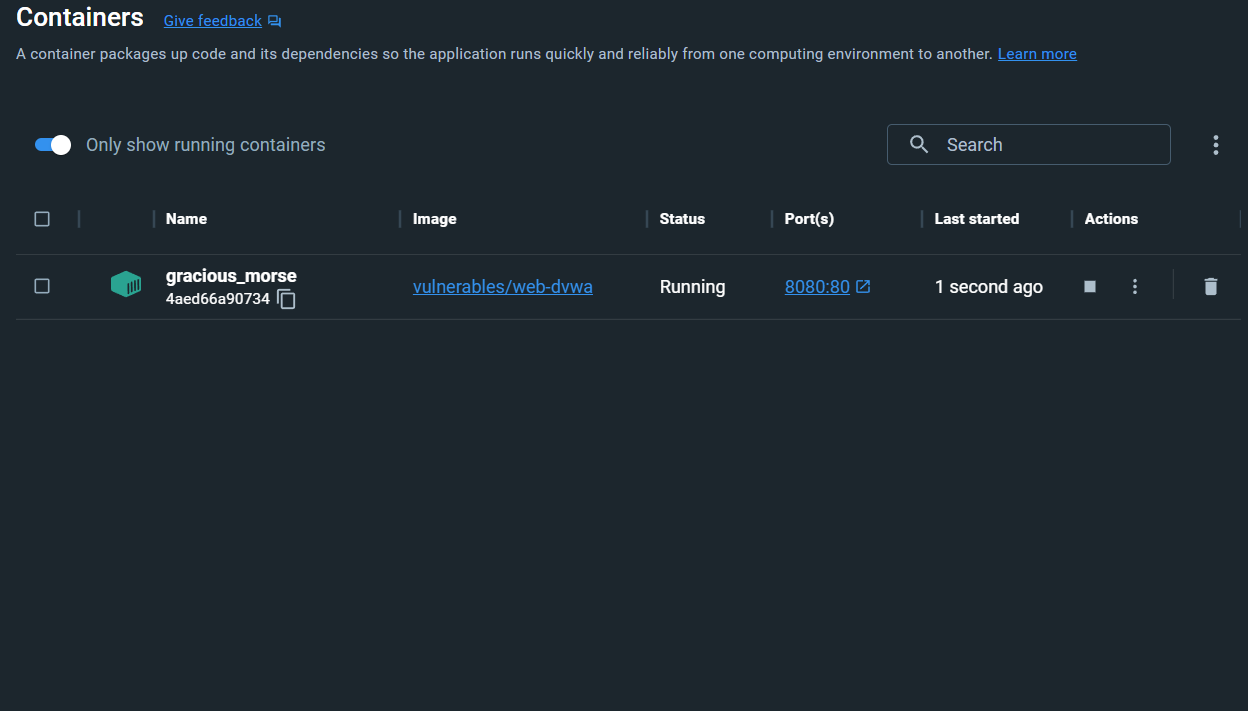 Containers Give feedback
A container packages up code and its dependencies so the application runs quickly and reliably from one computing environment to another. Learn more
Only show running containers Search
Name Image Status Port(s) Last started Actions
gracious_morse vulnerables/web-dvwa Running 8080:80 1 second ago
4aed66a90734